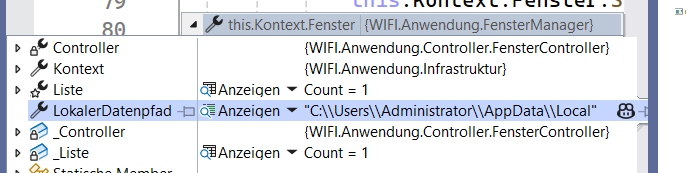 79
this.Kontext.Fenster.S
80
this.Kontext.Fenster {WIFI.Anwendung.FensterManager}
Controller {WIFI.Anwendung.Controller.FensterController}
Kontext {WIFI.Anwendung.Infrastruktur}
Liste Anzeigen Count = 1
LokalerDatenpfad Anzeigen "C:\\Users\\Administrator\\AppData\\Local"
_Controller {WIFI.Anwendung.Controller.FensterController}
_Liste Anzeigen Count = 1
Statische Member